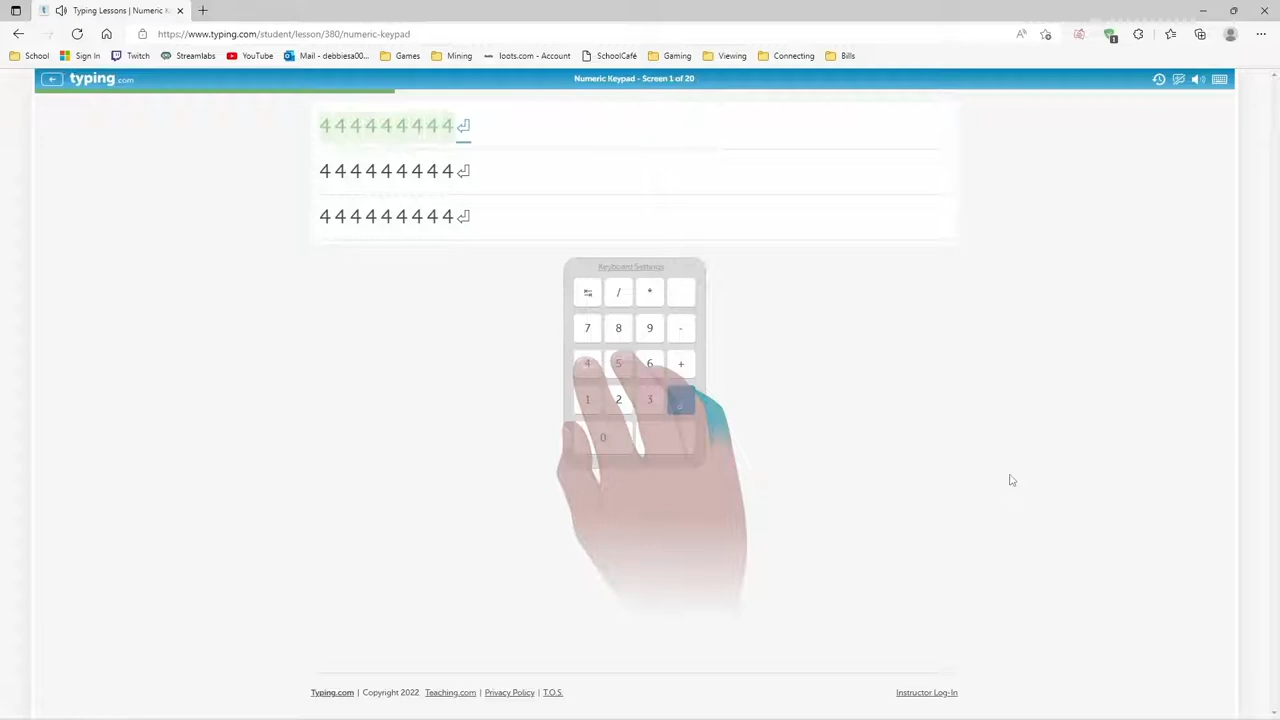 Typing Lessons | Numeric K
https://www.typing.com/student/lesson/380/numeric-keypad
School Sign In Twitch Streamlabs YouTube Mail - debbiesa00... Games Mining loots.com - Account SchoolCafé Gaming Viewing Connecting Bills
typing.com Numeric Keypad - Screen 1 of 20
4 4 4 4 4 4 4 4 4
4 4 4 4 4 4 4 4 4
4 4 4 4 4 4 4 4 4
Keyboard Settings
/ *
7 8 9 -
4 5 6 +
1 2 3
0
Typing.com | Copyright 2022 Teaching.com | Privacy Policy | T.O.S. Instructor Log-In